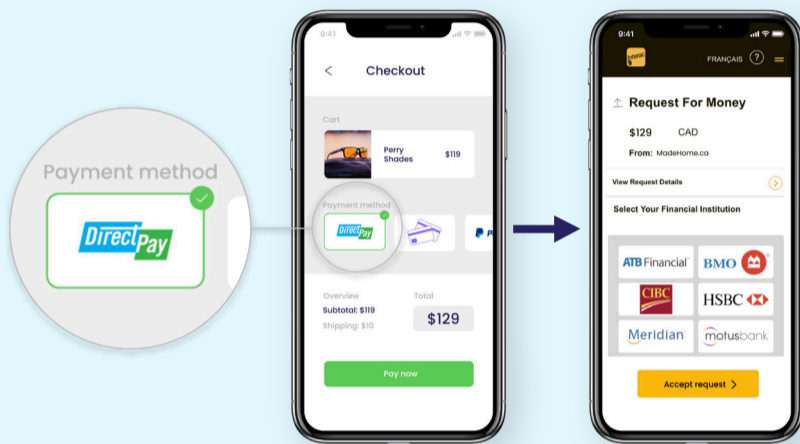 Payment method
DirectPay
9:41
Checkout
Cart
Perry
Shades
$119
Payment method
DirectPay
P
Overview
Subtotal: $119
Shipping: $10
Total
$129
Pay now
9:41
Interac
FRANÇAIS
?
Request For Money
$129 CAD
From: MadeHome.ca
View Request Details
Select Your Financial Institution
ATB Financial
BMO
CIBC
HSBC
Meridian
motusbank
Accept request